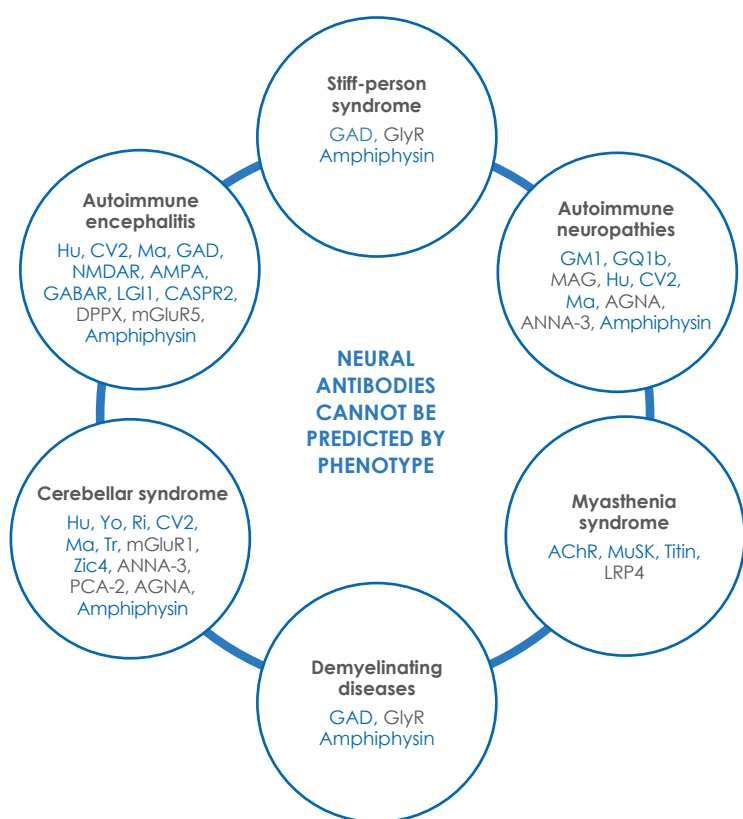 Stiff-person
syndrome
GAD, GlyR
Amphiphysin
Autoimmune
encephalitis
Hu, CV2, Ma, GAD,
NMDAR, AMPA,
GABAR, LGI1, CASPR2,
DPPX, mGluR5,
Amphiphysin
Autoimmune
neuropathies
GM1, GQ1b,
MAG, Hu, CV2,
Ma, AGNA,
ANNA-3, Amphiphysin
NEURAL
ANTIBODIES
CANNOT BE
PREDICTED BY
PHENOTYPE
Cerebellar syndrome
Hu, Yo, Ri, CV2,
Ma, Tr, mGluR1,
Zic4, ANNA-3,
PCA-2, AGNA,
Amphiphysin
Myasthenia
syndrome
AChR, MuSK, Titin,
LRP4
Demyelinating
diseases
GAD, GlyR
Amphiphysin